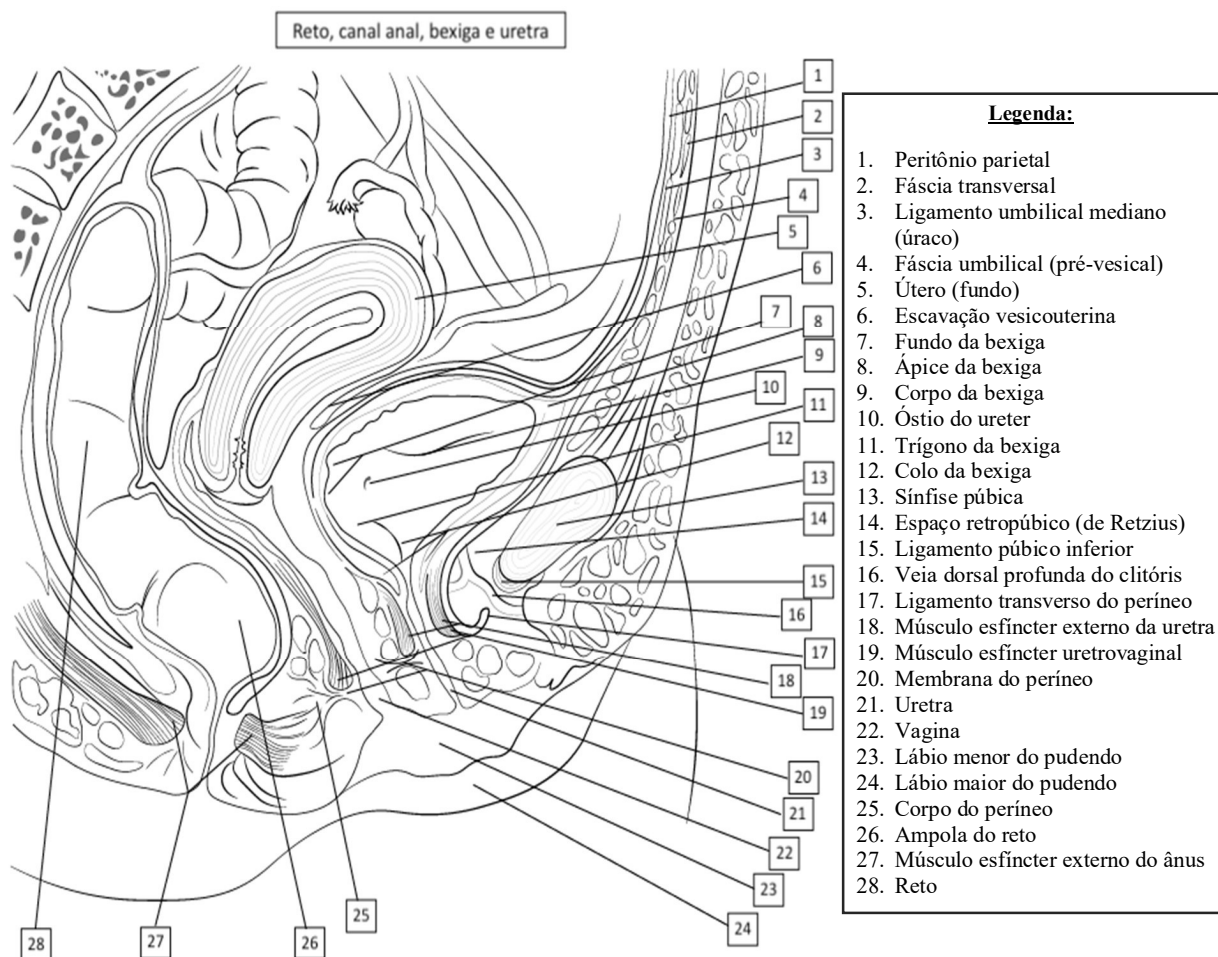 Reto, canal anal, bexiga e uretra
1
2
3
4
5
6
7
8
9
10
11
12
13
14
15
16
17
18
19
20
21
22
23
24
25
26
27
28
Legenda:
1. Peritônio parietal
2. Fáscia transversal
3. Ligamento umbilical mediano
(úraco)
4. Fáscia umbilical (pré-vesical)
5. Útero (fundo)
6. Escavação vesicouterina
7. Fundo da bexiga
8. Ápice da bexiga
9. Corpo da bexiga
10. Óstio do ureter
11. Trígono da bexiga
12. Colo da bexiga
13. Sínfise púbica
14. Espaço retropúbico (de Retzius)
15. Ligamento púbico inferior
16. Veia dorsal profunda do clitóris
17. Ligamento transverso do períneo
18. Músculo esfíncter externo da uretra
19. Músculo esfíncter uretrovaginal
20. Membrana do períneo
21. Uretra
22. Vagina
23. Lábio menor do pudendo
24. Lábio maior do pudendo
25. Corpo do períneo
26. Ampola do reto
27. Músculo esfíncter externo do ânus
28. Reto